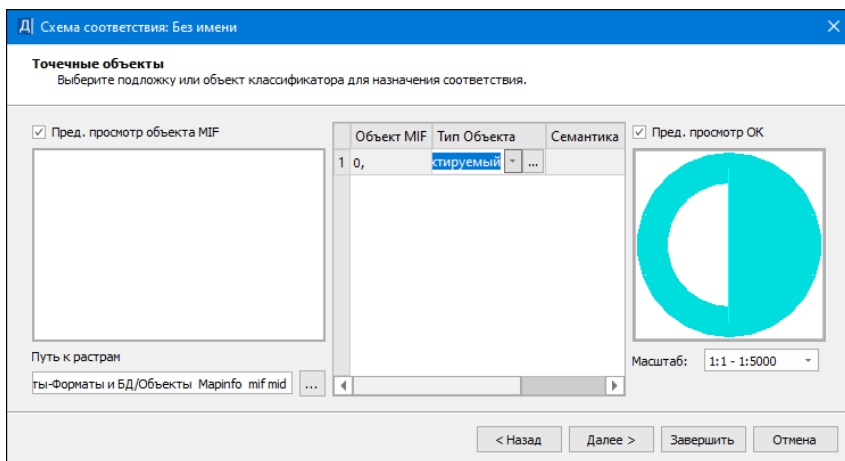 Схема соответствия: Без имени
Точечные объекты
Выберите подложку или объект классификатора для назначения соответствия.
Пред. просмотр объекта MIF
Объект MIF Тип Объекта Семантика
1 0, ктируемый ...
Пред. просмотр ОК
Путь к растрам
ты-Форматы и БД/Объекты Mapinfo mif mid ...
Масштаб: 1:1 - 1:5000
< Назад Далее > Завершить Отмена